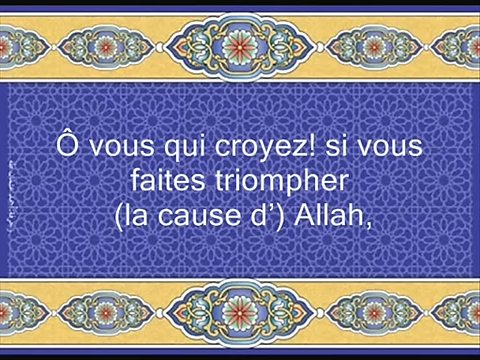 Ô vous qui croyez! si vous
faites triompher
(la cause d’) Allah,